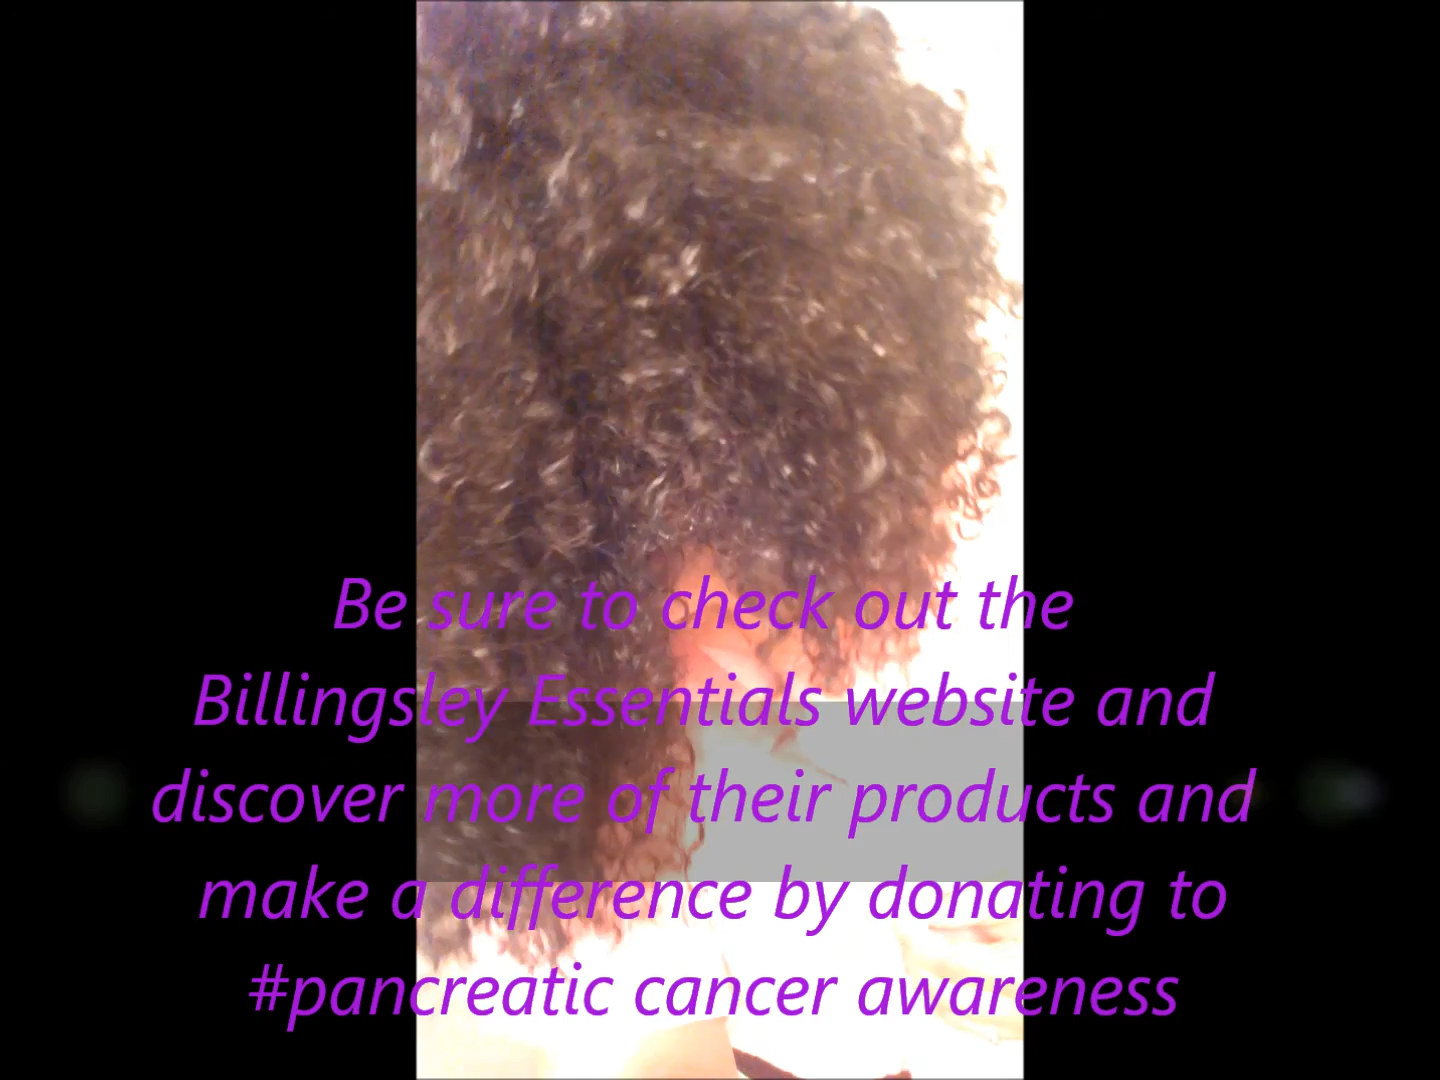 Be sure to check out the
Billingsley Essentials website and
discover more of their products and
make a difference by donating to
#pancreatic cancer awareness